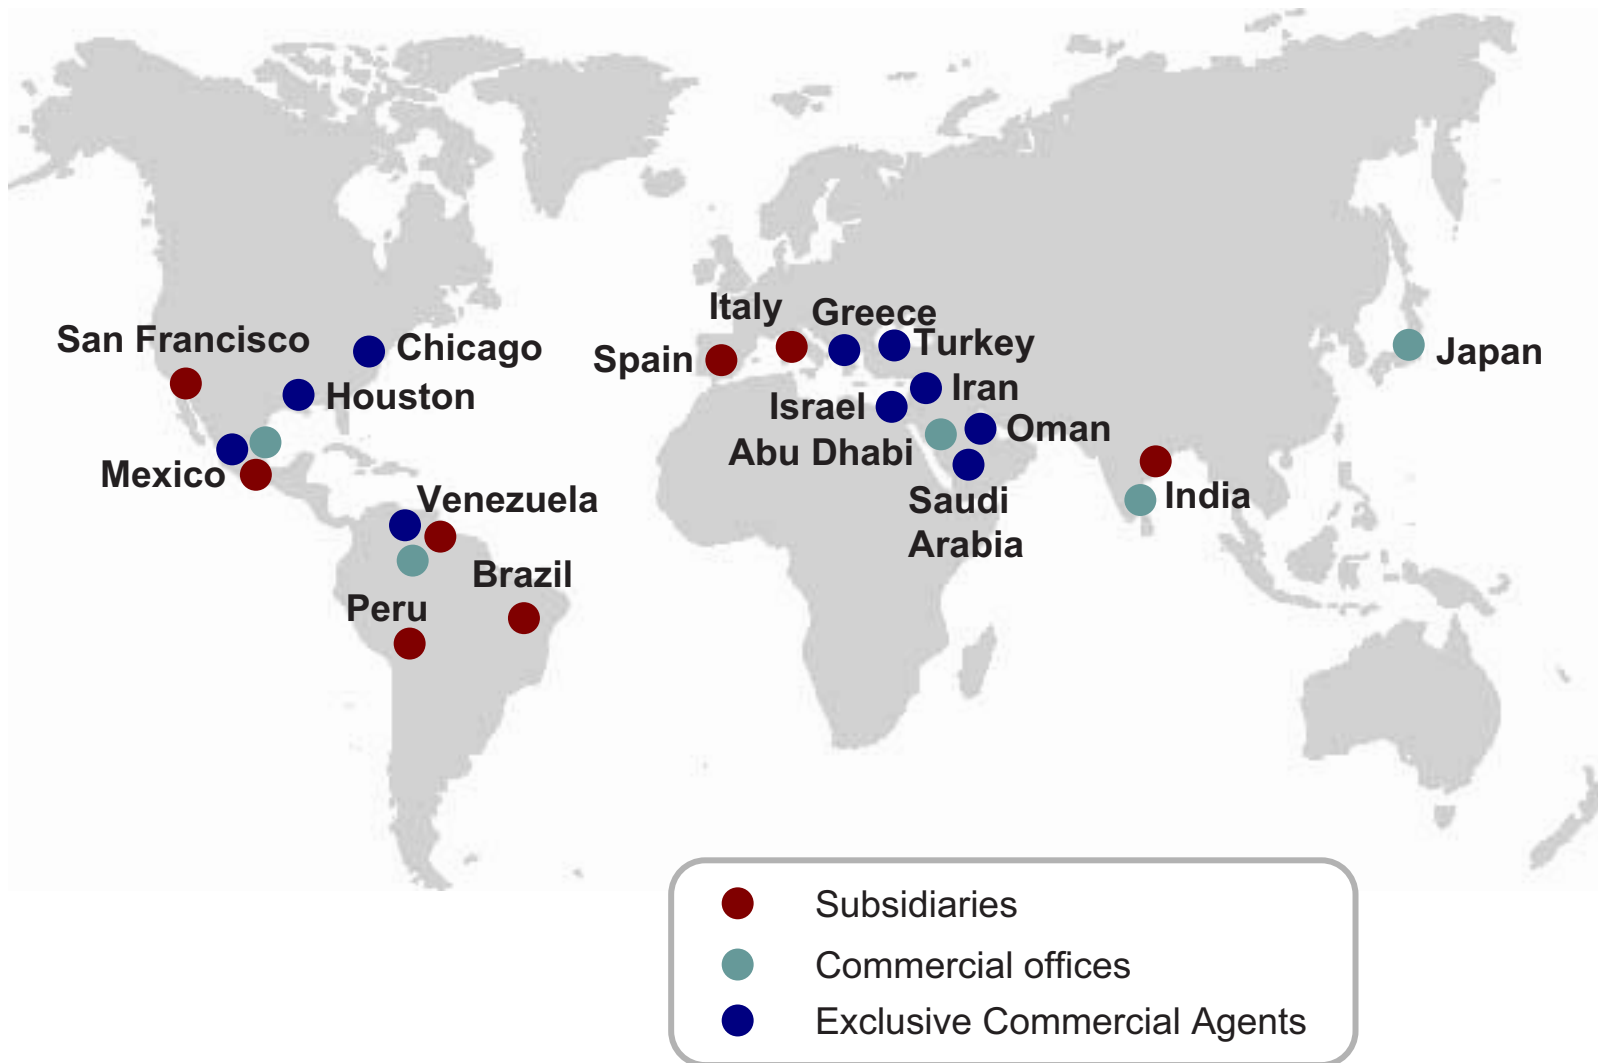 Italy
Greece
San Francisco
Chicago
Spain
Turkey
Japan
Houston
Israel
Iran
Abu Dhabi
Oman
Mexico
Venezuela
Saudi
Arabia
India
Brazil
Peru
Subsidiaries
Commercial offices
Exclusive Commercial Agents